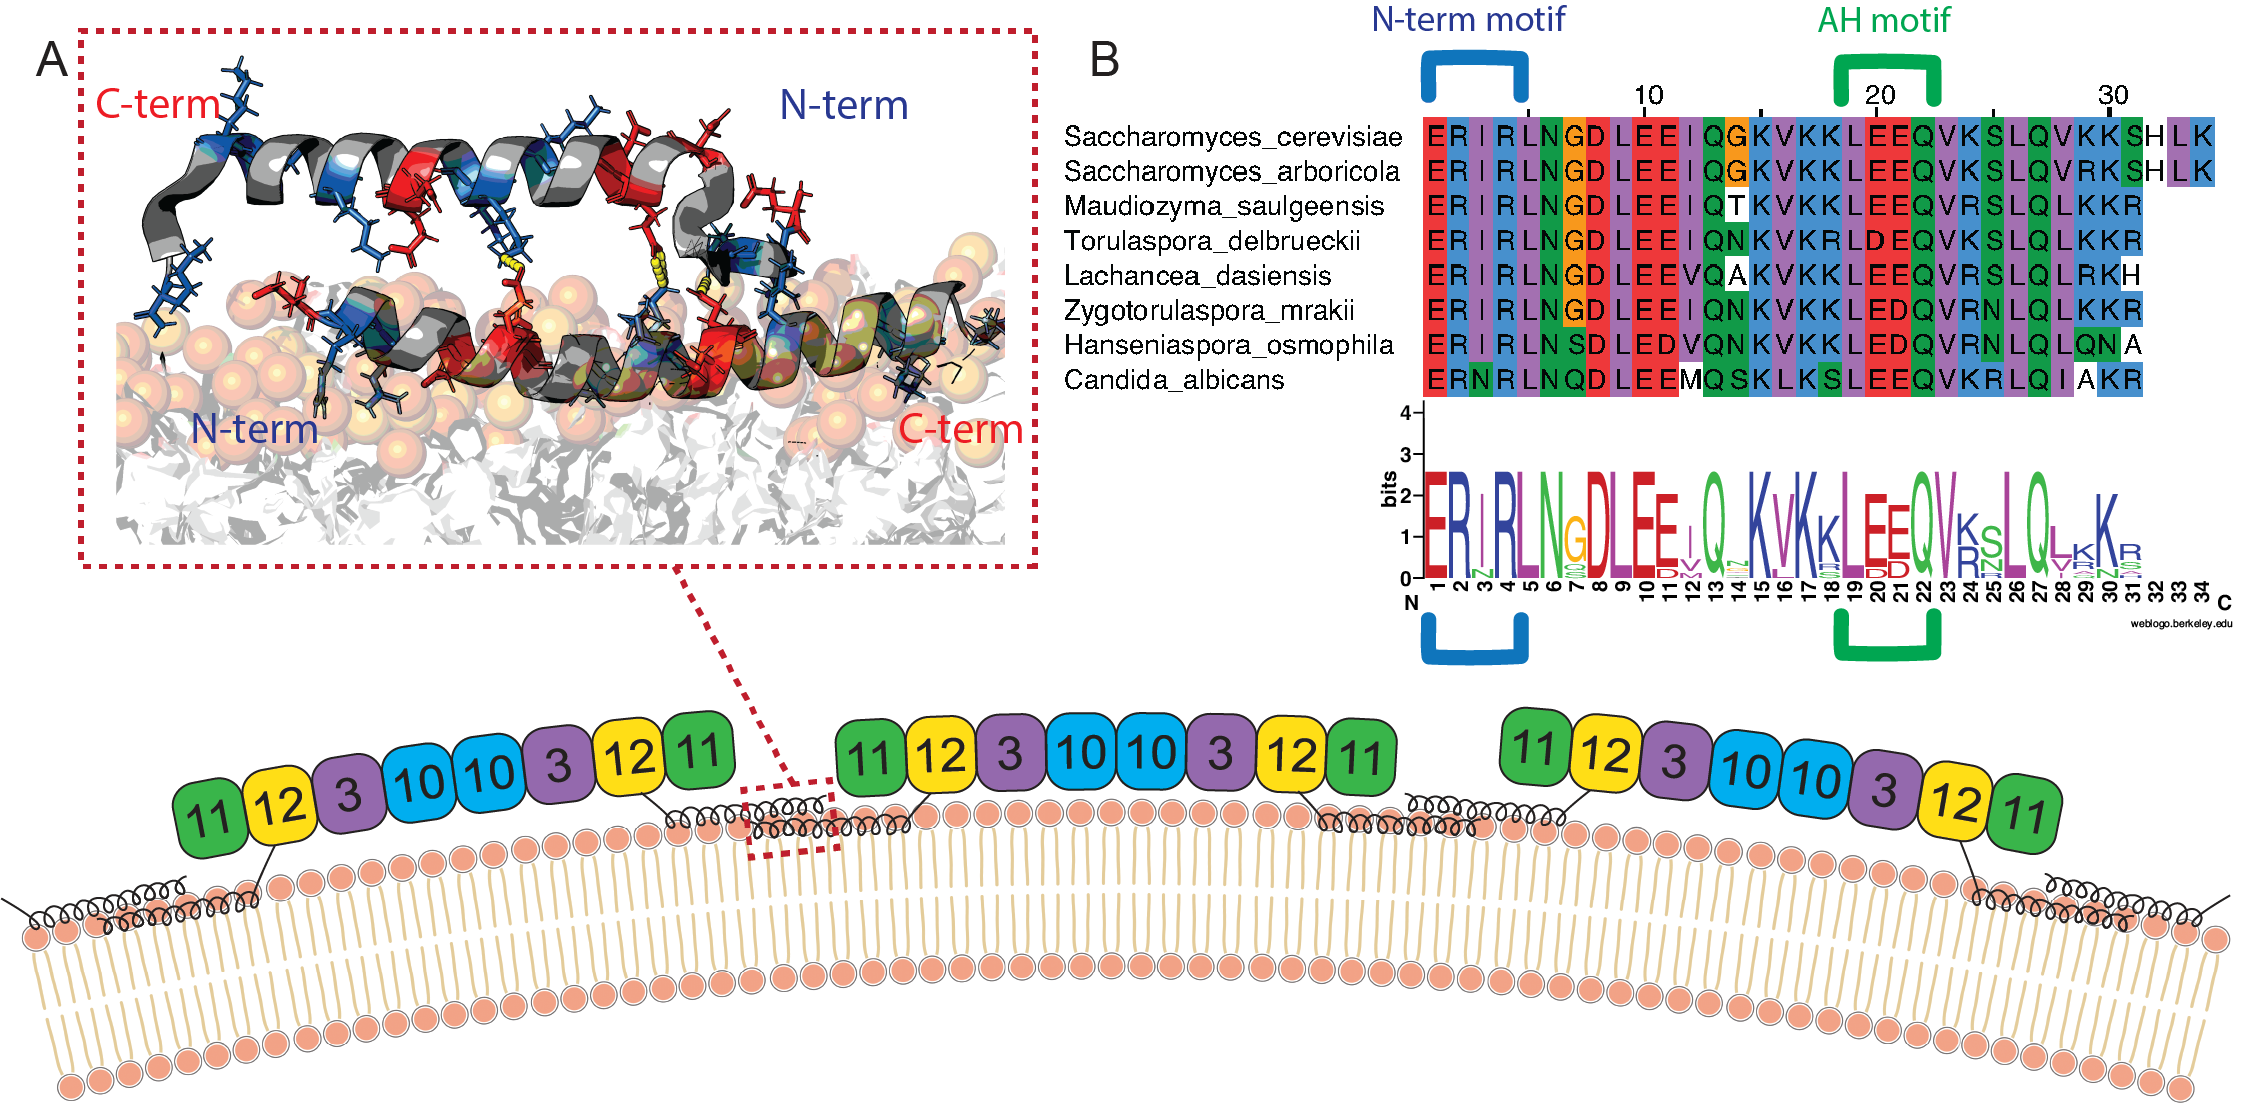 A
C-term
N-term
N-term
C-term
B
N-term motif
AH motif
10 20 30
Saccharomyces_cerevisiae ERIRLNGDLEEIQGKVKKLEEQVKSLQVKKSHLK
Saccharomyces_arboricola ERIRLNGDLEEIQGKVKKLEEQVKSLQVRKSHLK
Maudiozyma_saulgeensis ERIRLNGDLEEIQTKVKKLEEQVRSLQLKKR
Torulaspora_delbrueckii ERIRLNGDLEEIQNKVKRLDEQVKSLQLKKR
Lachancea_dasiensis ERIRLNGDLEEVQAKVKKLEEQVRSLQLRKH
Zygotorulaspora_mrakii ERIRLNGDLEEIQNKVKKLEDQVRNLQLKKR
Hanseniaspora_osmophila ERIRLNSDLEDVQNKVKKLEDQVRNLQLQNA
Candida_albicans ERNRLNQDLEEMQSKLKSLEEQVKRLQIAKR
4
3
2
1
0
bits
ERIRLNGDLEEIQNKVKKLEEQVKSLQLKKR
1 2 3 4 5 6 7 8 9 10 11 12 13 14 15 16 17 18 19 20 21 22 23 24 25 26 27 28 29 30 31 32 33 34
N C
weblogo.berkeley.edu
11 12 3 10 10 3 12 11
11 12 3 10 10 3 12 11
11 12 3 10 10 3 12 11